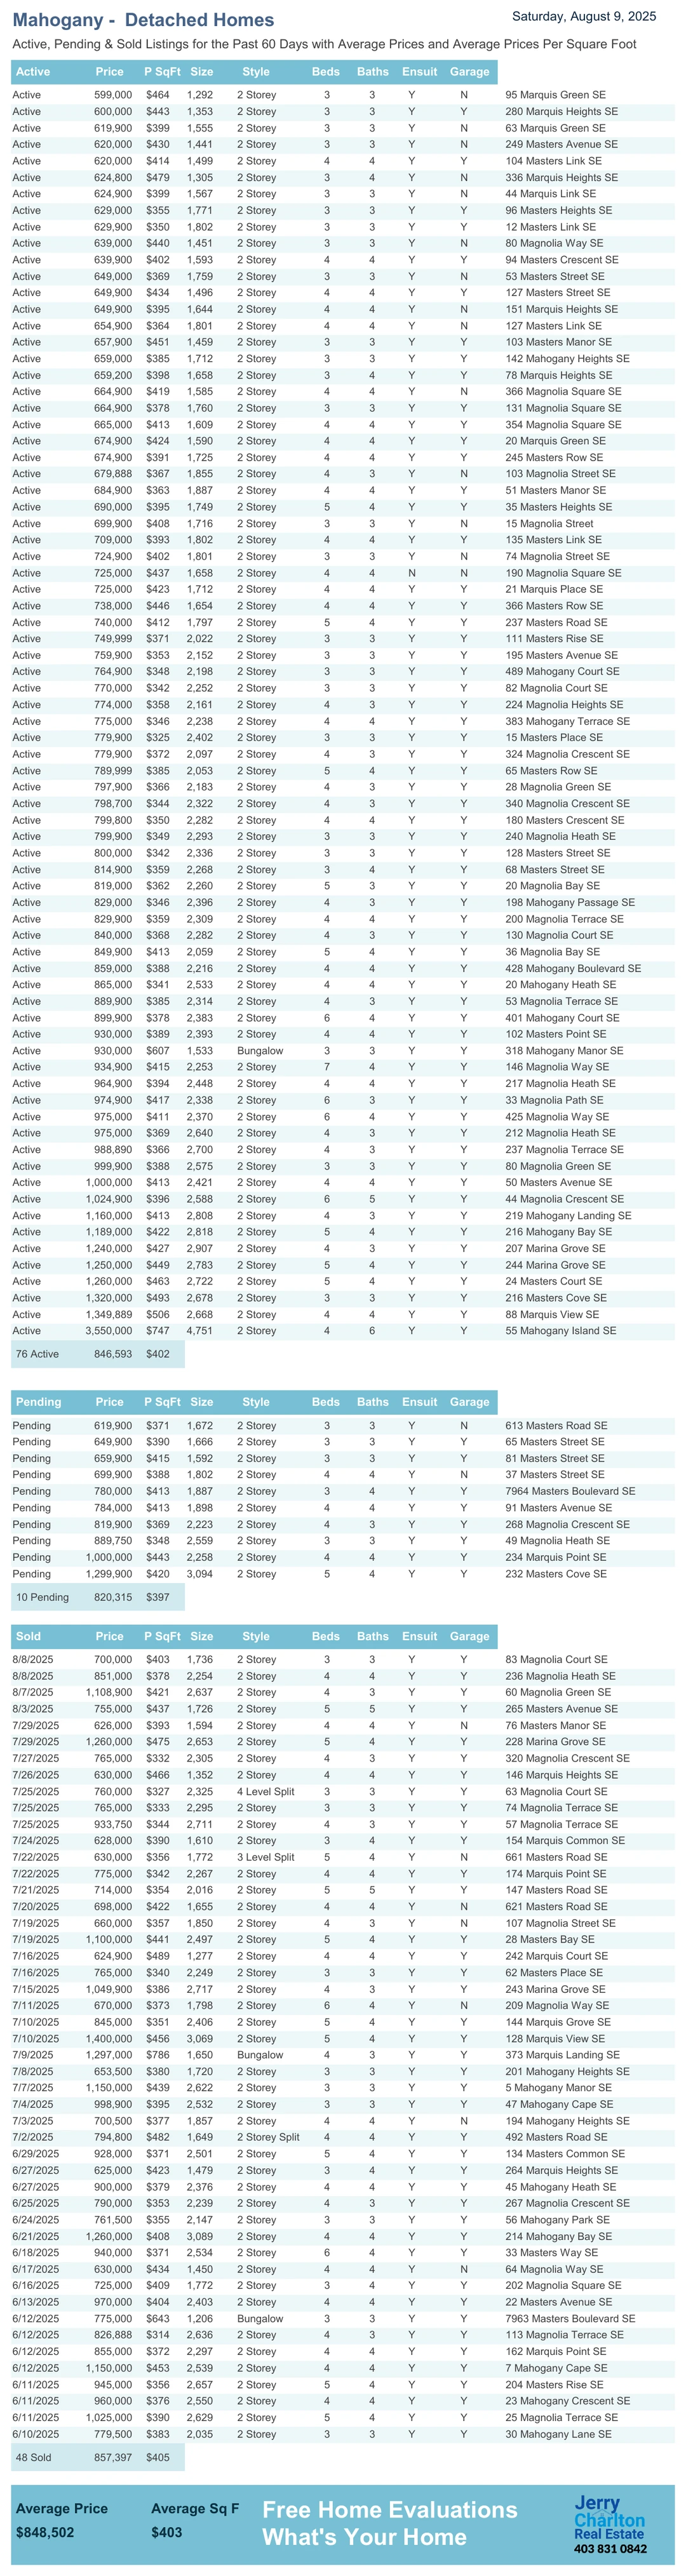 Mahogany - Detached Homes Saturday, August 9, 2025
Active, Pending & Sold Listings for the Past 60 Days with Average Prices and Average Prices Per Square Foot
Active Price P SqFt Size Style Beds Baths Ensuit Garage
Active 599,000 $464 1,292 2 Storey 3 3 Y N 95 Marquis Green SE
Active 600,000 $443 1,353 2 Storey 3 3 Y Y 280 Marquis Heights SE
Active 619,900 $399 1,555 2 Storey 3 3 Y N 63 Marquis Green SE
Active 620,000 $430 1,441 2 Storey 3 3 Y N 249 Masters Avenue SE
Active 620,000 $414 1,499 2 Storey 4 4 Y Y 104 Masters Link SE
Active 624,800 $479 1,305 2 Storey 3 4 Y N 336 Marquis Heights SE
Active 624,900 $399 1,567 2 Storey 3 3 Y N 44 Marquis Link SE
Active 629,000 $355 1,771 2 Storey 3 3 Y Y 96 Masters Heights SE
Active 629,900 $350 1,802 2 Storey 3 3 Y Y 12 Masters Link SE
Active 639,000 $440 1,451 2 Storey 3 3 Y N 80 Magnolia Way SE
Active 639,900 $402 1,593 2 Storey 4 4 Y Y 94 Masters Crescent SE
Active 649,000 $369 1,759 2 Storey 3 3 Y N 53 Masters Street SE
Active 649,900 $434 1,496 2 Storey 4 4 Y Y 127 Masters Street SE
Active 649,900 $395 1,644 2 Storey 4 4 Y N 151 Marquis Heights SE
Active 654,900 $364 1,801 2 Storey 4 4 Y N 127 Masters Link SE
Active 657,900 $451 1,459 2 Storey 3 3 Y Y 103 Masters Manor SE
Active 659,000 $385 1,712 2 Storey 3 3 Y Y 142 Mahogany Heights SE
Active 659,200 $398 1,658 2 Storey 3 4 Y Y 78 Marquis Heights SE
Active 664,900 $419 1,585 2 Storey 4 4 Y N 366 Magnolia Square SE
Active 664,900 $378 1,760 2 Storey 3 3 Y Y 131 Magnolia Square SE
Active 665,000 $413 1,609 2 Storey 4 4 Y Y 354 Magnolia Square SE
Active 674,900 $424 1,590 2 Storey 4 4 Y Y 20 Marquis Green SE
Active 674,900 $391 1,725 2 Storey 4 4 Y Y 245 Masters Row SE
Active 679,888 $367 1,855 2 Storey 4 3 Y N 103 Magnolia Street SE
Active 684,900 $363 1,887 2 Storey 4 4 Y Y 51 Masters Manor SE
Active 690,000 $395 1,749 2 Storey 5 4 Y Y 35 Masters Heights SE
Active 699,900 $408 1,716 2 Storey 3 3 Y N 15 Magnolia Street
Active 709,000 $393 1,802 2 Storey 4 4 Y Y 135 Masters Link SE
Active 724,900 $402 1,801 2 Storey 3 3 Y N 74 Magnolia Street SE
Active 725,000 $437 1,658 2 Storey 4 4 N N 190 Magnolia Square SE
Active 725,000 $423 1,712 2 Storey 4 4 Y Y 21 Marquis Place SE
Active 738,000 $446 1,654 2 Storey 4 4 Y Y 366 Masters Row SE
Active 740,000 $412 1,797 2 Storey 5 4 Y Y 237 Masters Road SE
Active 749,999 $371 2,022 2 Storey 3 3 Y Y 111 Masters Rise SE
Active 759,900 $353 2,152 2 Storey 3 3 Y Y 195 Masters Avenue SE
Active 764,900 $348 2,198 2 Storey 3 3 Y Y 489 Mahogany Court SE
Active 770,000 $342 2,252 2 Storey 3 3 Y Y 82 Magnolia Court SE
Active 774,000 $358 2,161 2 Storey 4 3 Y Y 224 Magnolia Heights SE
Active 775,000 $346 2,238 2 Storey 4 4 Y Y 383 Mahogany Terrace SE
Active 779,900 $325 2,402 2 Storey 3 3 Y Y 15 Masters Place SE
Active 779,900 $372 2,097 2 Storey 4 3 Y Y 324 Magnolia Crescent SE
Active 789,999 $385 2,053 2 Storey 5 4 Y Y 65 Masters Row SE
Active 797,900 $366 2,183 2 Storey 4 3 Y Y 28 Magnolia Green SE
Active 798,700 $344 2,322 2 Storey 4 3 Y Y 340 Magnolia Crescent SE
Active 799,800 $350 2,282 2 Storey 4 4 Y Y 180 Masters Crescent SE
Active 799,900 $349 2,293 2 Storey 3 3 Y Y 240 Magnolia Heath SE
Active 800,000 $342 2,336 2 Storey 3 3 Y Y 128 Masters Street SE
Active 814,900 $359 2,268 2 Storey 3 4 Y Y 68 Masters Street SE
Active 819,000 $362 2,260 2 Storey 5 3 Y Y 20 Magnolia Bay SE
Active 829,000 $346 2,396 2 Storey 4 3 Y Y 198 Mahogany Passage SE
Active 829,900 $359 2,309 2 Storey 4 4 Y Y 200 Magnolia Terrace SE
Active 840,000 $368 2,282 2 Storey 4 3 Y Y 130 Magnolia Court SE
Active 849,900 $413 2,059 2 Storey 5 4 Y Y 36 Magnolia Bay SE
Active 859,000 $388 2,216 2 Storey 4 4 Y Y 428 Mahogany Boulevard SE
Active 865,000 $341 2,533 2 Storey 4 4 Y Y 20 Mahogany Heath SE
Active 889,900 $385 2,314 2 Storey 4 3 Y Y 53 Magnolia Terrace SE
Active 899,900 $378 2,383 2 Storey 6 4 Y Y 401 Mahogany Court SE
Active 930,000 $389 2,393 2 Storey 4 4 Y Y 102 Masters Point SE
Active 930,000 $607 1,533 Bungalow 3 3 Y Y 318 Mahogany Manor SE
Active 934,900 $415 2,253 2 Storey 7 4 Y Y 146 Magnolia Way SE
Active 964,900 $394 2,448 2 Storey 4 4 Y Y 217 Magnolia Heath SE
Active 974,900 $417 2,338 2 Storey 6 3 Y Y 33 Magnolia Path SE
Active 975,000 $411 2,370 2 Storey 6 4 Y Y 425 Magnolia Way SE
Active 975,000 $369 2,640 2 Storey 4 3 Y Y 212 Magnolia Heath SE
Active 988,890 $366 2,700 2 Storey 4 3 Y Y 237 Magnolia Terrace SE
Active 999,900 $388 2,575 2 Storey 3 3 Y Y 80 Magnolia Green SE
Active 1,000,000 $413 2,421 2 Storey 4 4 Y Y 50 Masters Avenue SE
Active 1,024,900 $396 2,588 2 Storey 6 5 Y Y 44 Magnolia Crescent SE
Active 1,160,000 $413 2,808 2 Storey 4 3 Y Y 219 Mahogany Landing SE
Active 1,189,000 $422 2,818 2 Storey 5 4 Y Y 216 Mahogany Bay SE
Active 1,240,000 $427 2,907 2 Storey 4 3 Y Y 207 Marina Grove SE
Active 1,250,000 $449 2,783 2 Storey 5 4 Y Y 244 Marina Grove SE
Active 1,260,000 $463 2,722 2 Storey 5 4 Y Y 24 Masters Court SE
Active 1,320,000 $493 2,678 2 Storey 3 3 Y Y 216 Masters Cove SE
Active 1,349,889 $506 2,668 2 Storey 4 4 Y Y 88 Marquis View SE
Active 3,550,000 $747 4,751 2 Storey 4 6 Y Y 55 Mahogany Island SE
76 Active 846,593 $402
Pending Price P SqFt Size Style Beds Baths Ensuit Garage
Pending 619,900 $371 1,672 2 Storey 3 3 Y N 613 Masters Road SE
Pending 649,900 $390 1,666 2 Storey 3 3 Y Y 65 Masters Street SE
Pending 659,900 $415 1,592 2 Storey 3 3 Y Y 81 Masters Street SE
Pending 699,900 $388 1,802 2 Storey 4 4 Y N 37 Masters Street SE
Pending 780,000 $413 1,887 2 Storey 3 4 Y Y 7964 Masters Boulevard SE
Pending 784,000 $413 1,898 2 Storey 4 4 Y Y 91 Masters Avenue SE
Pending 819,900 $369 2,223 2 Storey 4 3 Y Y 268 Magnolia Crescent SE
Pending 889,750 $348 2,559 2 Storey 3 3 Y Y 49 Magnolia Heath SE
Pending 1,000,000 $443 2,258 2 Storey 4 4 Y Y 234 Marquis Point SE
Pending 1,299,900 $420 3,094 2 Storey 5 4 Y Y 232 Masters Cove SE
10 Pending 820,315 $397
Sold Price P SqFt Size Style Beds Baths Ensuit Garage
8/8/2025 700,000 $403 1,736 2 Storey 3 3 Y Y 83 Magnolia Court SE
8/8/2025 851,000 $378 2,254 2 Storey 4 4 Y Y 236 Magnolia Heath SE
8/7/2025 1,108,900 $421 2,637 2 Storey 4 3 Y Y 60 Magnolia Green SE
8/3/2025 755,000 $437 1,726 2 Storey 5 5 Y Y 265 Masters Avenue SE
7/29/2025 626,000 $393 1,594 2 Storey 4 4 Y N 76 Masters Manor SE
7/29/2025 1,260,000 $475 2,653 2 Storey 5 4 Y Y 228 Marina Grove SE
7/27/2025 765,000 $332 2,305 2 Storey 4 3 Y Y 320 Magnolia Crescent SE
7/26/2025 630,000 $466 1,352 2 Storey 4 4 Y Y 146 Marquis Heights SE
7/25/2025 760,000 $327 2,325 4 Level Split 3 3 Y Y 63 Magnolia Court SE
7/25/2025 765,000 $333 2,295 2 Storey 3 3 Y Y 74 Magnolia Terrace SE
7/25/2025 933,750 $344 2,711 2 Storey 4 3 Y Y 57 Magnolia Terrace SE
7/24/2025 628,000 $390 1,610 2 Storey 3 4 Y Y 154 Marquis Common SE
7/22/2025 630,000 $356 1,772 3 Level Split 5 4 Y N 661 Masters Road SE
7/22/2025 775,000 $342 2,267 2 Storey 4 4 Y Y 174 Marquis Point SE
7/21/2025 714,000 $354 2,016 2 Storey 5 5 Y Y 147 Masters Road SE
7/20/2025 698,000 $422 1,655 2 Storey 4 4 Y N 621 Masters Road SE
7/19/2025 660,000 $357 1,850 2 Storey 4 3 Y N 107 Magnolia Street SE
7/19/2025 1,100,000 $441 2,497 2 Storey 5 4 Y Y 28 Masters Bay SE
7/16/2025 624,900 $489 1,277 2 Storey 4 4 Y Y 242 Marquis Court SE
7/16/2025 765,000 $340 2,249 2 Storey 3 3 Y Y 62 Masters Place SE
7/15/2025 1,049,900 $386 2,717 2 Storey 4 3 Y Y 243 Marina Grove SE
7/11/2025 670,000 $373 1,798 2 Storey 6 4 Y N 209 Magnolia Way SE
7/10/2025 845,000 $351 2,406 2 Storey 5 4 Y Y 144 Marquis Grove SE
7/10/2025 1,400,000 $456 3,069 2 Storey 5 4 Y Y 128 Marquis View SE
7/9/2025 1,297,000 $786 1,650 Bungalow 4 3 Y Y 373 Marquis Landing SE
7/8/2025 653,500 $380 1,720 2 Storey 3 3 Y Y 201 Mahogany Heights SE
7/7/2025 1,150,000 $439 2,622 2 Storey 3 3 Y Y 5 Mahogany Manor SE
7/4/2025 998,900 $395 2,532 2 Storey 3 3 Y Y 47 Mahogany Cape SE
7/3/2025 700,500 $377 1,857 2 Storey 4 4 Y N 194 Mahogany Heights SE
7/2/2025 794,800 $482 1,649 2 Storey Split 4 4 Y Y 492 Masters Road SE
6/29/2025 928,000 $371 2,501 2 Storey 5 4 Y Y 134 Masters Common SE
6/27/2025 625,000 $423 1,479 2 Storey 3 4 Y Y 264 Marquis Heights SE
6/27/2025 900,000 $379 2,376 2 Storey 4 4 Y Y 45 Mahogany Heath SE
6/25/2025 790,000 $353 2,239 2 Storey 4 3 Y Y 267 Magnolia Crescent SE
6/24/2025 761,500 $355 2,147 2 Storey 3 3 Y Y 56 Mahogany Park SE
6/21/2025 1,260,000 $408 3,089 2 Storey 4 4 Y Y 214 Mahogany Bay SE
6/18/2025 940,000 $371 2,534 2 Storey 6 4 Y Y 33 Masters Way SE
6/17/2025 630,000 $434 1,450 2 Storey 4 4 Y N 64 Magnolia Way SE
6/16/2025 725,000 $409 1,772 2 Storey 3 4 Y Y 202 Magnolia Square SE
6/13/2025 970,000 $404 2,403 2 Storey 4 4 Y Y 22 Masters Avenue SE
6/12/2025 775,000 $643 1,206 Bungalow 3 3 Y Y 7963 Masters Boulevard SE
6/12/2025 826,888 $314 2,636 2 Storey 4 3 Y Y 113 Magnolia Terrace SE
6/12/2025 855,000 $372 2,297 2 Storey 4 4 Y Y 162 Marquis Point SE
6/12/2025 1,150,000 $453 2,539 2 Storey 4 4 Y Y 7 Mahogany Cape SE
6/11/2025 945,000 $356 2,657 2 Storey 5 4 Y Y 204 Masters Rise SE
6/11/2025 960,000 $376 2,550 2 Storey 4 4 Y Y 23 Mahogany Crescent SE
6/11/2025 1,025,000 $390 2,629 2 Storey 5 4 Y Y 25 Magnolia Terrace SE
6/10/2025 779,500 $383 2,035 2 Storey 3 3 Y Y 30 Mahogany Lane SE
48 Sold 857,397 $405
Average Price Average Sq F
$848,502 $403
Free Home Evaluations
What's Your Home
Jerry
Charlton
Real Estate
403 831 0842